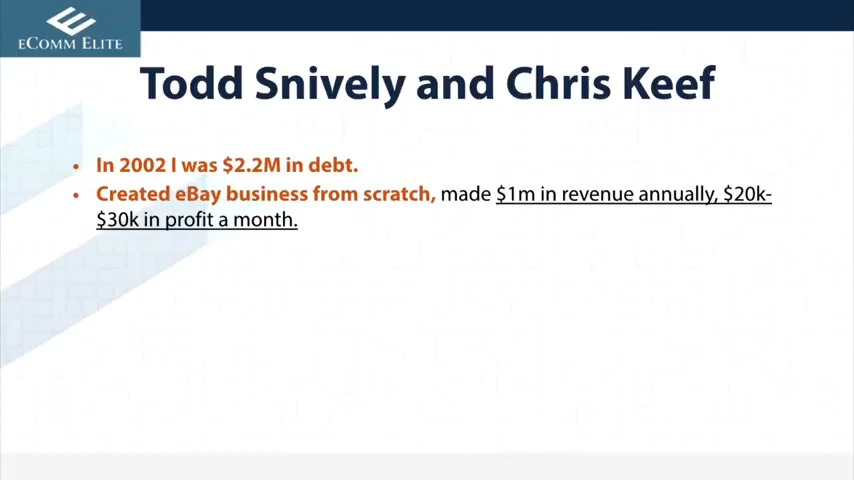 eComm Elite
Todd Snively and Chris Keef
• In 2002 I was $2.2M in debt.
• Created eBay business from scratch, made $1m in revenue annually, $20k-
$30k in profit a month.